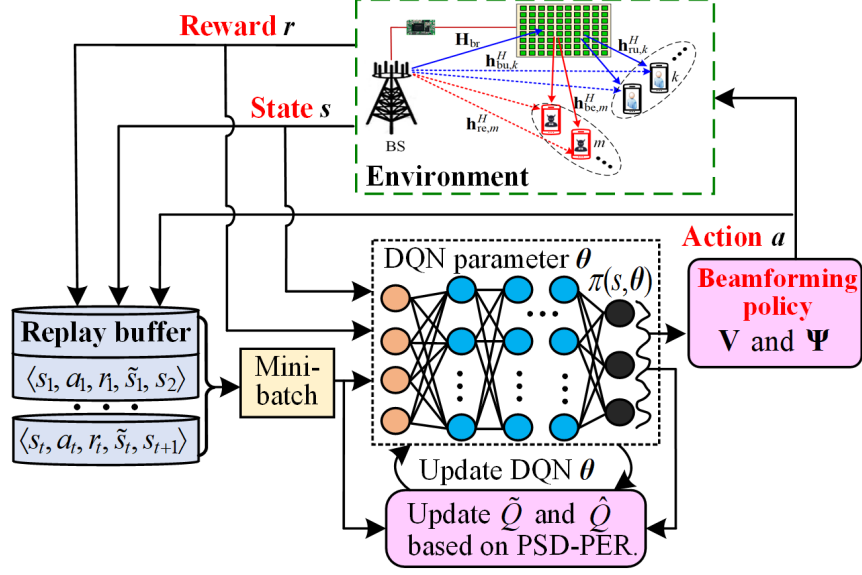 Reward r
State s
H_br
h^H_bu,k
h^H_ru,k
k
h^H_be,m
h^H_re,m
m
BS
Environment
Action a
DQN parameter θ
π(s,θ)
Beamforming
policy
V and Ψ
Replay buffer
⟨s_1, a_1, r_1, s̃_1, s_2⟩
⟨s_t, a_t, r_t, s̃_t, s_{t+1}⟩
Mini-
batch
Update DQN θ
Update Q̃ and Q̂
based on PSD-PER.